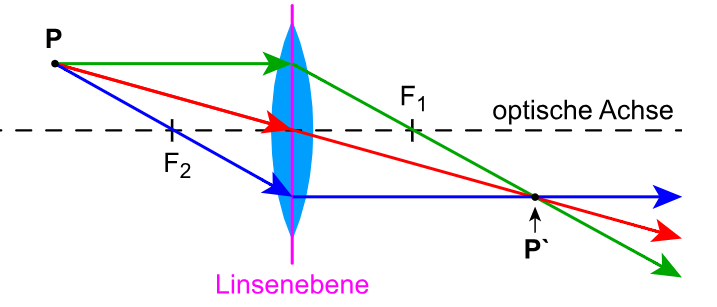 P
F₁
optische Achse
F₂
P`
Linsenebene